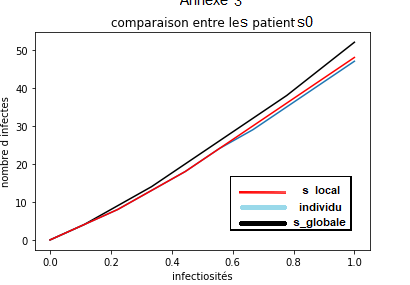 Annexe 3
comparaison entre les patients0
nombre d infectes
50
40
30
20
10
0
s local
individu
s_globale
0.0 0.2 0.4 0.6 0.8 1.0
infectiosités